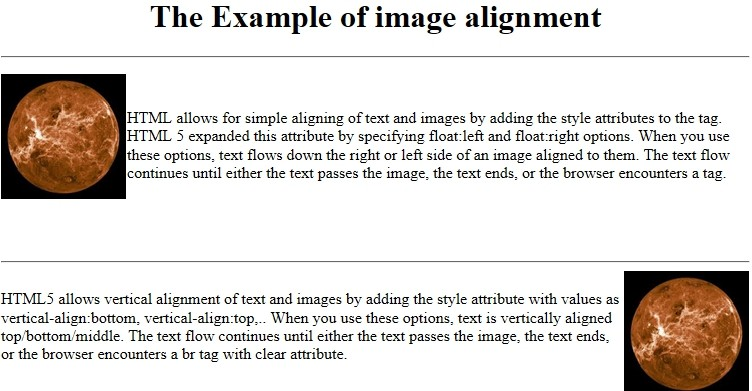 The Example of image alignment
HTML allows for simple aligning of text and images by adding the style attributes to the tag.
HTML 5 expanded this attribute by specifying float:left and float:right options. When you use
these options, text flows down the right or left side of an image aligned to them. The text flow
continues until either the text passes the image, the text ends, or the browser encounters a tag.
HTML5 allows vertical alignment of text and images by adding the style attribute with values as
vertical-align:bottom, vertical-align:top,.. When you use these options, text is vertically aligned
top/bottom/middle. The text flow continues until either the text passes the image, the text ends,
or the browser encounters a br tag with clear attribute.